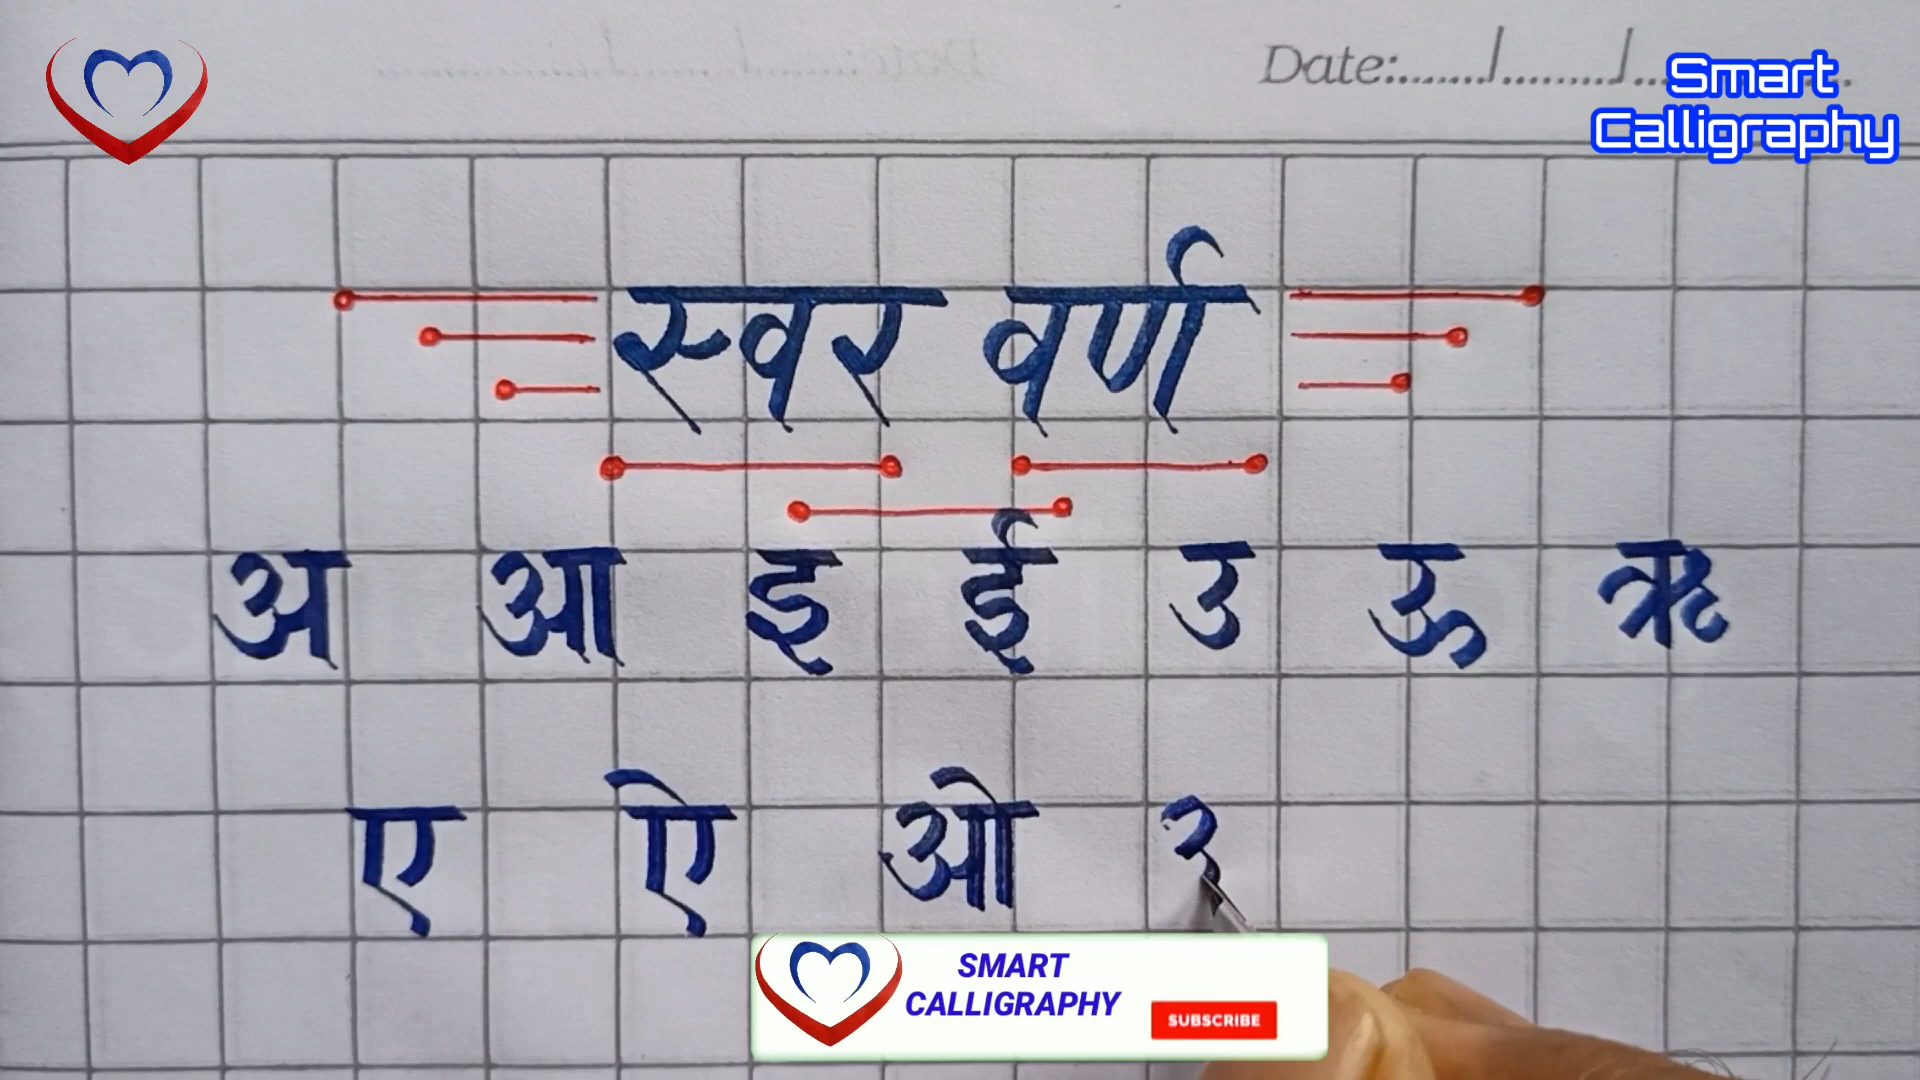 Date:......./......../.......
Smart
Calligraphy
स्वर वर्ण
अ आ इ ई उ ऊ ऋ
ए ऐ ओ
SMART
CALLIGRAPHY
SUBSCRIBE